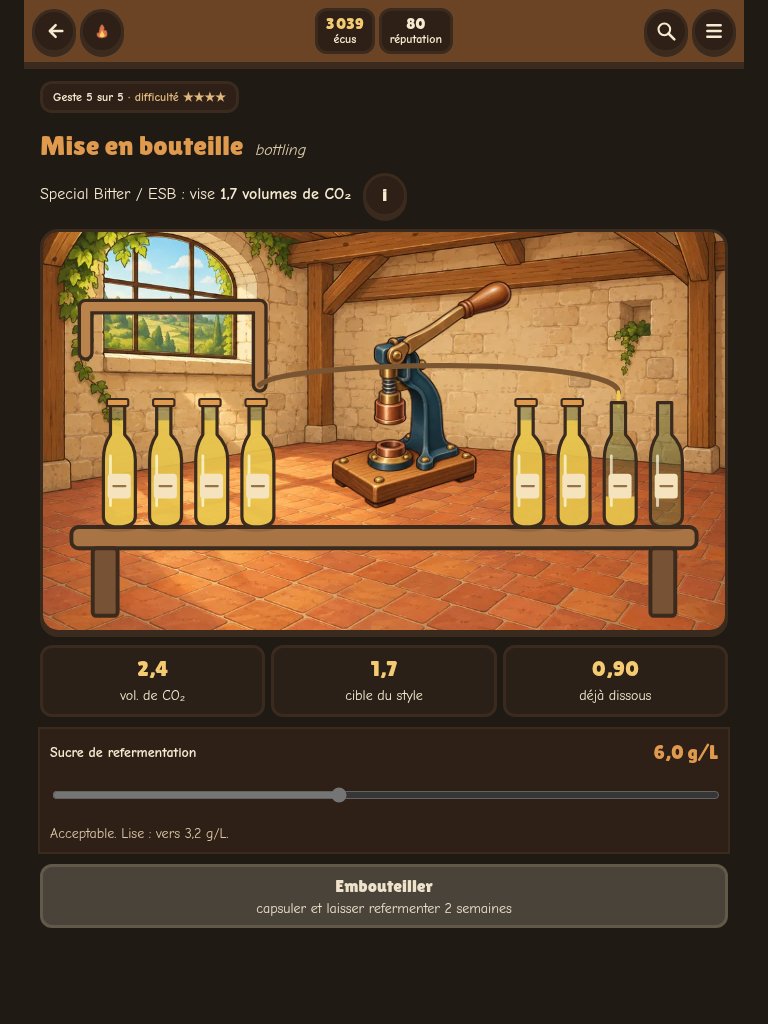 3 039
écus
80
réputation
Geste 5 sur 5 · difficulté ★★★★
Mise en bouteille bottling
Special Bitter / ESB : vise 1,7 volumes de CO₂ i
2,4
vol. de CO₂
1,7
cible du style
0,90
déjà dissous
Sucre de refermentation
6,0 g/L
Acceptable. Lise : vers 3,2 g/L.
Embouteiller
capsuler et laisser refermenter 2 semaines